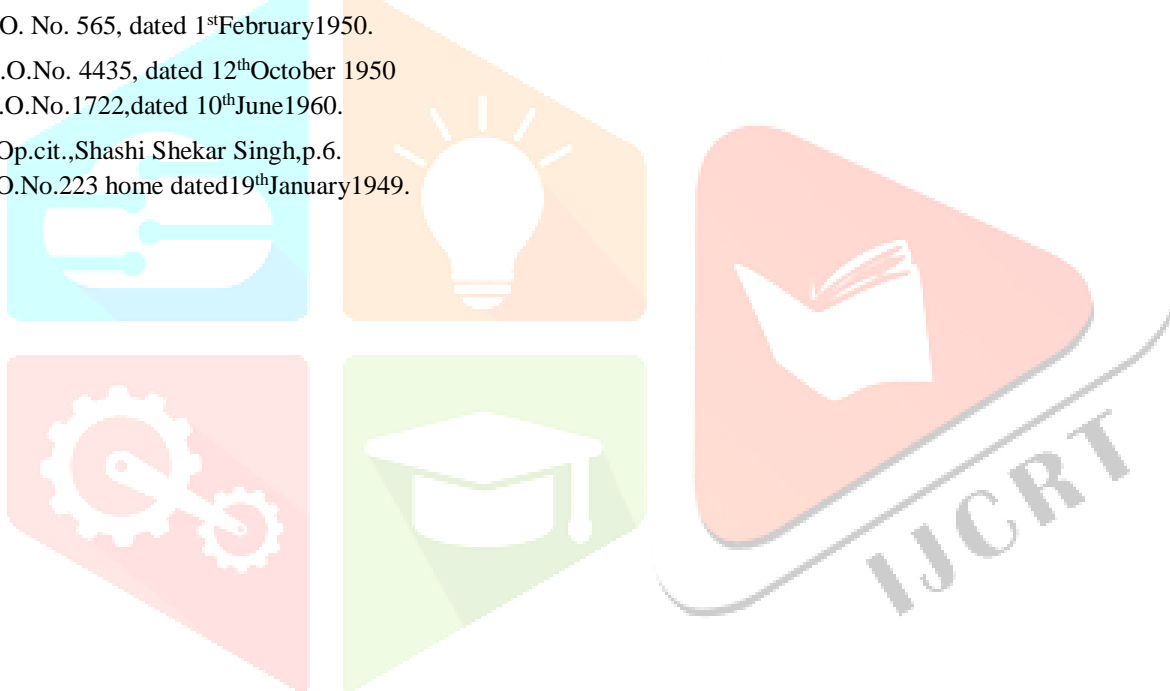 O. No. 565, dated 1stFebruary1950.
.O.No. 4435, dated 12thOctober 1950
.O.No.1722,dated 10thJune1960.
Op.cit.,Shashi Shekar Singh,p.6.
O.No.223 home dated19thJanuary1949.
IJCRT